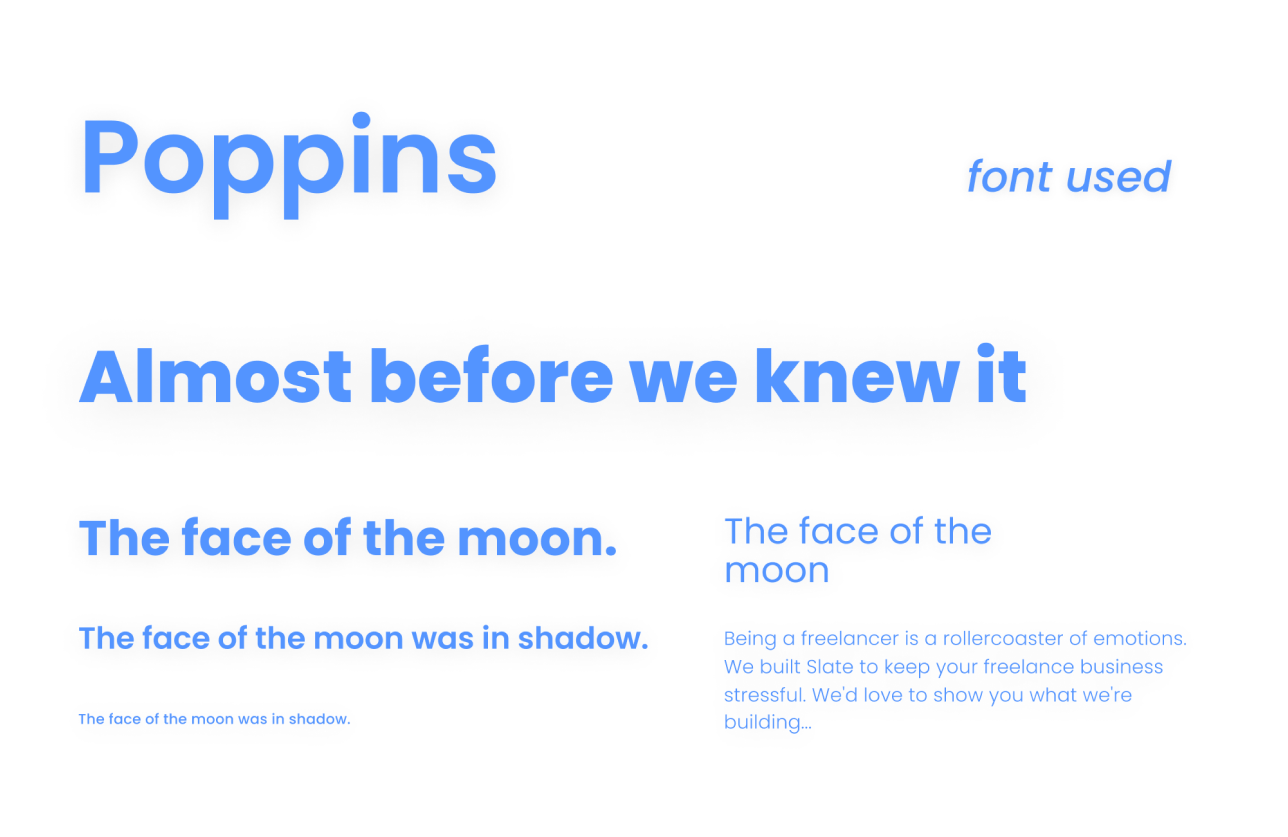 Poppins
font used
Almost before we knew it
The face of the moon.
The face of the moon was in shadow.
The face of the moon was in shadow.
The face of the
moon
Being a freelancer is a rollercoaster of emotions.
We built Slate to keep your freelance business
stressful. We'd love to show you what we're
building...